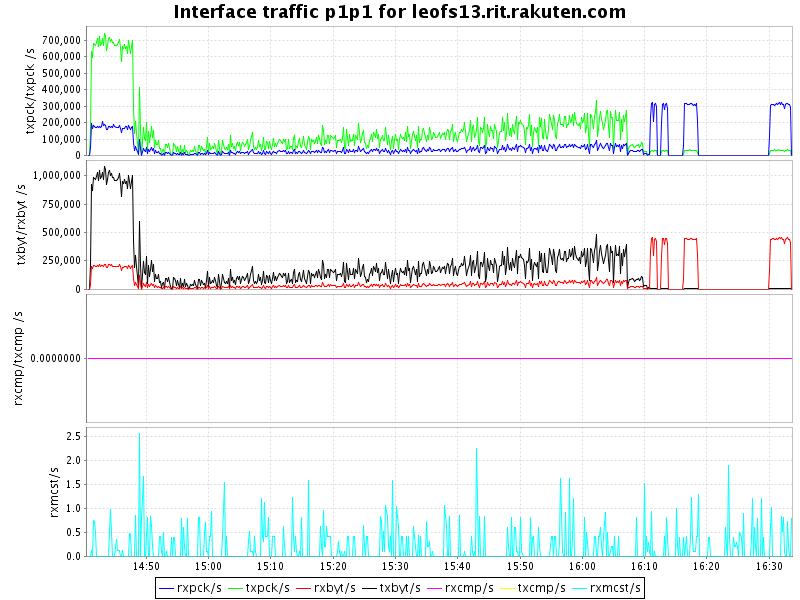 Interface traffic p1p1 for leofs13.rit.rakuten.com
txpck/txpck /s
700,000
600,000
500,000
400,000
300,000
200,000
100,000
0
txbyt/rxbyt /s
1,000,000
750,000
500,000
250,000
0
rxcmp/txcmp /s
0.0000000
rxmcst/s
2.5
2.0
1.5
1.0
0.5
0.0
14:50 15:00 15:10 15:20 15:30 15:40 15:50 16:00 16:10 16:20 16:30
rxpck/s txpck/s rxbyt/s txbyt/s rxcmp/s txcmp/s rxmcst/s